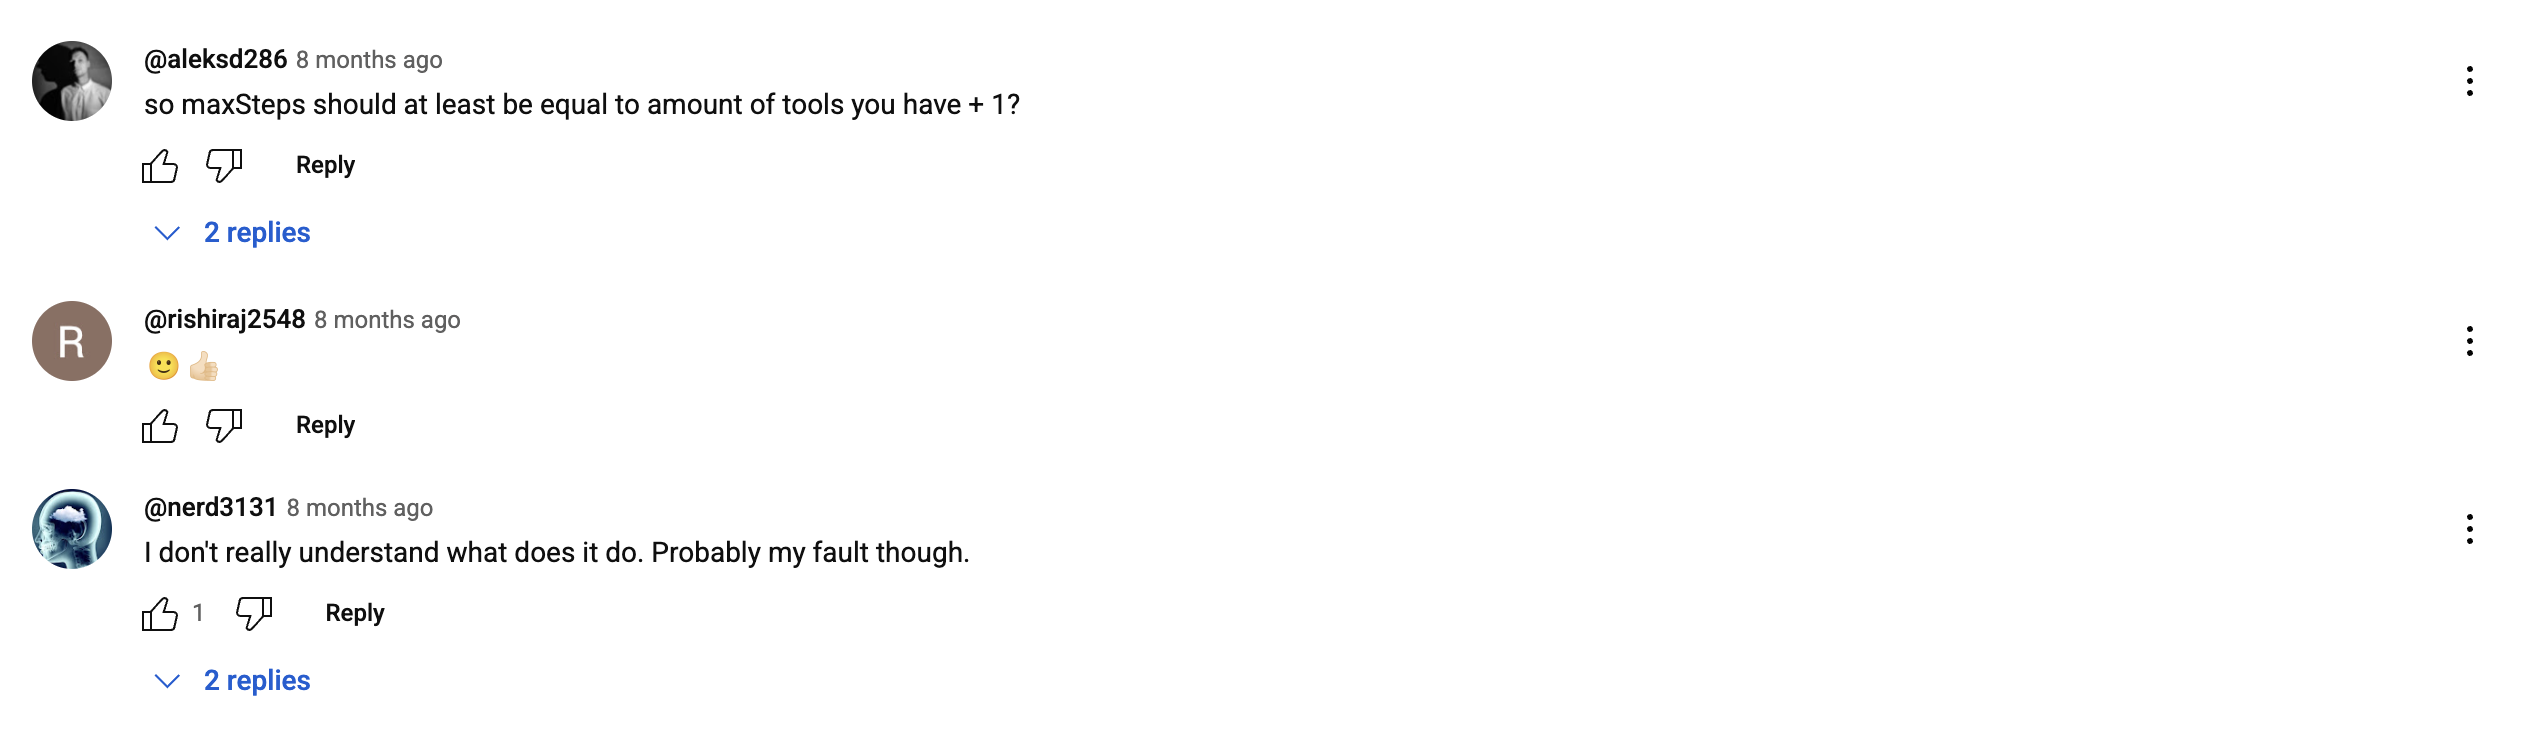 @aleksd286 8 months ago
so maxSteps should at least be equal to amount of tools you have + 1?
Reply
2 replies
R
@rishiraj2548 8 months ago
🙂👍🏻
Reply
@nerd3131 8 months ago
I don't really understand what does it do. Probably my fault though.
1 Reply
2 replies